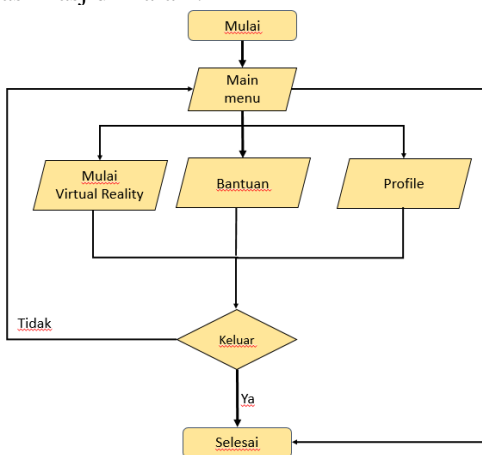 Mulai
Main
menu
Mulai
Virtual Reality
Bantuan
Profile
Tidak
Keluar
Ya
Selesai